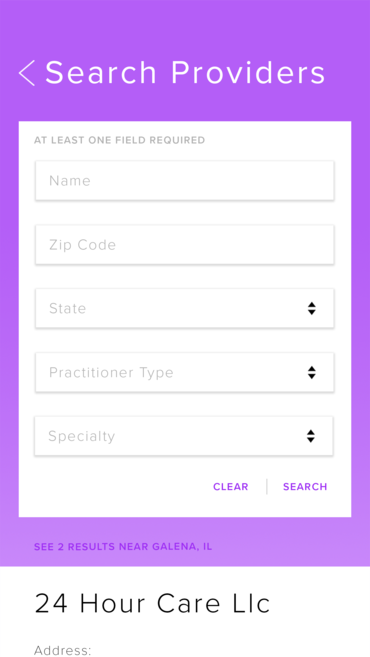 Search Providers
AT LEAST ONE FIELD REQUIRED
Name
Zip Code
State
Practitioner Type
Specialty
CLEAR | SEARCH
SEE 2 RESULTS NEAR GALENA, IL
24 Hour Care Llc
Address: